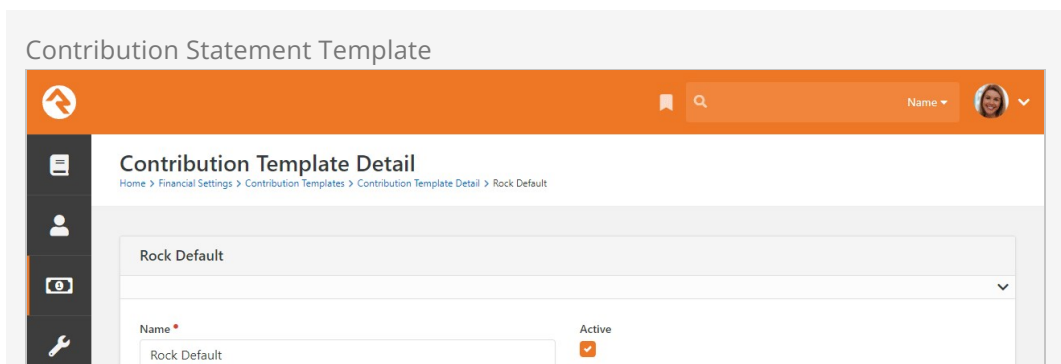 Contribution Statement Template
Name
Contribution Template Detail
Home > Financial Settings > Contribution Templates > Contribution Template Detail > Rock Default
Rock Default
Name *
Active
Rock Default